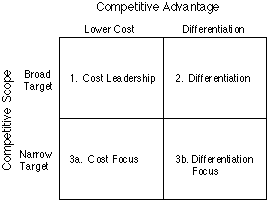 Competitive Advantage
Lower Cost Differentiation
Competitive Scope
Broad
Target
1. Cost Leadership
2. Differentiation
Narrow
Target
3a. Cost Focus
3b. Differentiation
Focus